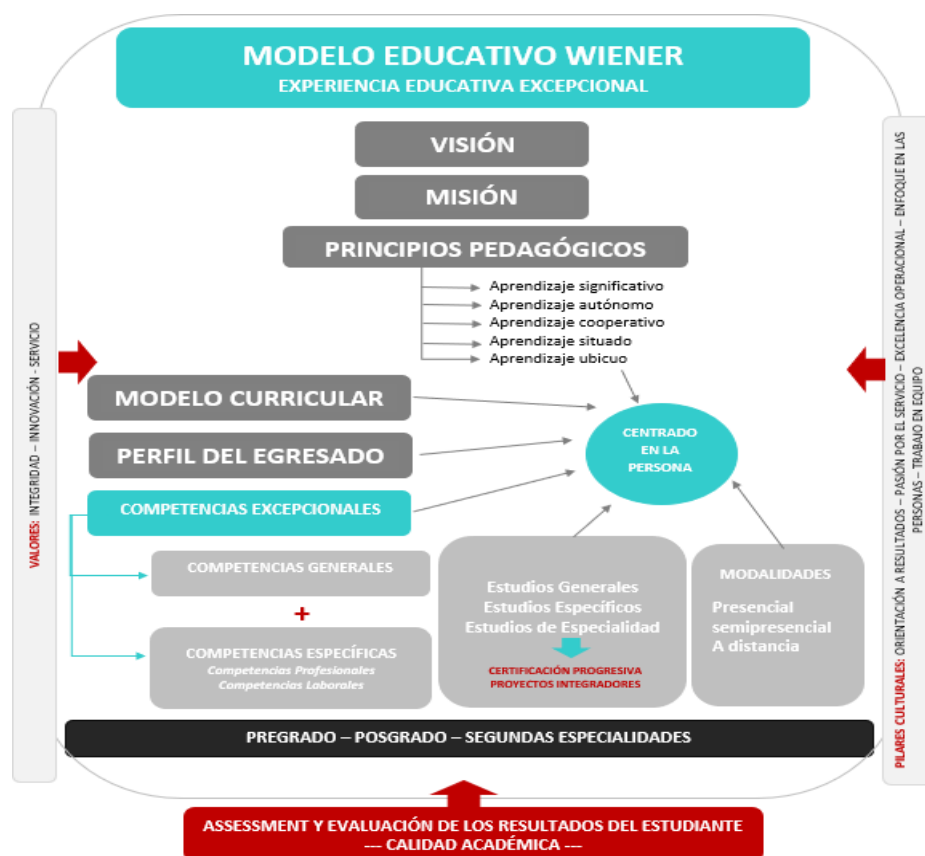 MODELO EDUCATIVO WIENER
EXPERIENCIA EDUCATIVA EXCEPCIONAL
VISIÓN
MISIÓN
PRINCIPIOS PEDAGÓGICOS
Aprendizaje significativo
Aprendizaje autónomo
Aprendizaje cooperativo
Aprendizaje situado
Aprendizaje ubicuo
VALORES: INTEGRIDAD – INNOVACIÓN - SERVICIO
MODELO CURRICULAR
PERFIL DEL EGRESADO
COMPETENCIAS EXCEPCIONALES
CENTRADO
EN LA
PERSONA
COMPETENCIAS GENERALES
+
COMPETENCIAS ESPECÍFICAS
Competencias Profesionales
Competencias Laborales
Estudios Generales
Estudios Específicos
Estudios de Especialidad
CERTIFICACIÓN PROGRESIVA
PROYECTOS INTEGRADORES
MODALIDADES
Presencial
semipresencial
A distancia
PILARES CULTURALES: ORIENTACIÓN A RESULTADOS – PASIÓN POR EL SERVICIO – EXCELENCIA OPERACIONAL – ENFOQUE EN LAS
PERSONAS – TRABAJO EN EQUIPO
PREGRADO – POSGRADO – SEGUNDAS ESPECIALIDADES
ASSESSMENT Y EVALUACIÓN DE LOS RESULTADOS DEL ESTUDIANTE
--- CALIDAD ACADÉMICA ---